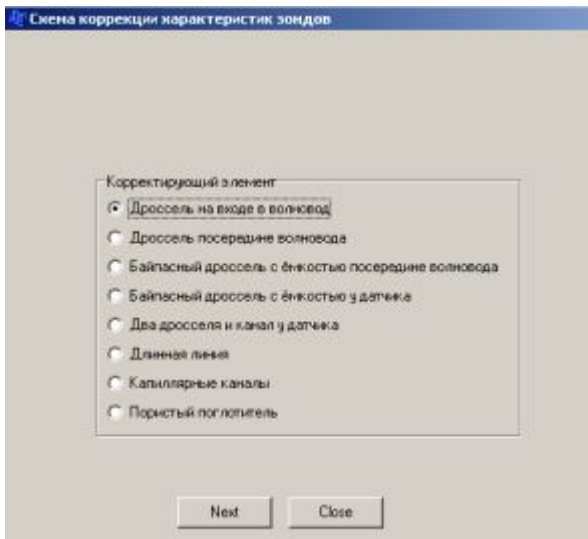 Схема коррекции характеристик зондов
Корректирующий элемент
Дроссель на входе в волновод
Дроссель посередине волновода
Байпасный дроссель с ёмкостью посередине волновода
Байпасный дроссель с ёмкостью у датчика
Два дросселя и канал у датчика
Длинная линия
Капиллярные каналы
Пористый поглотитель
Next Close